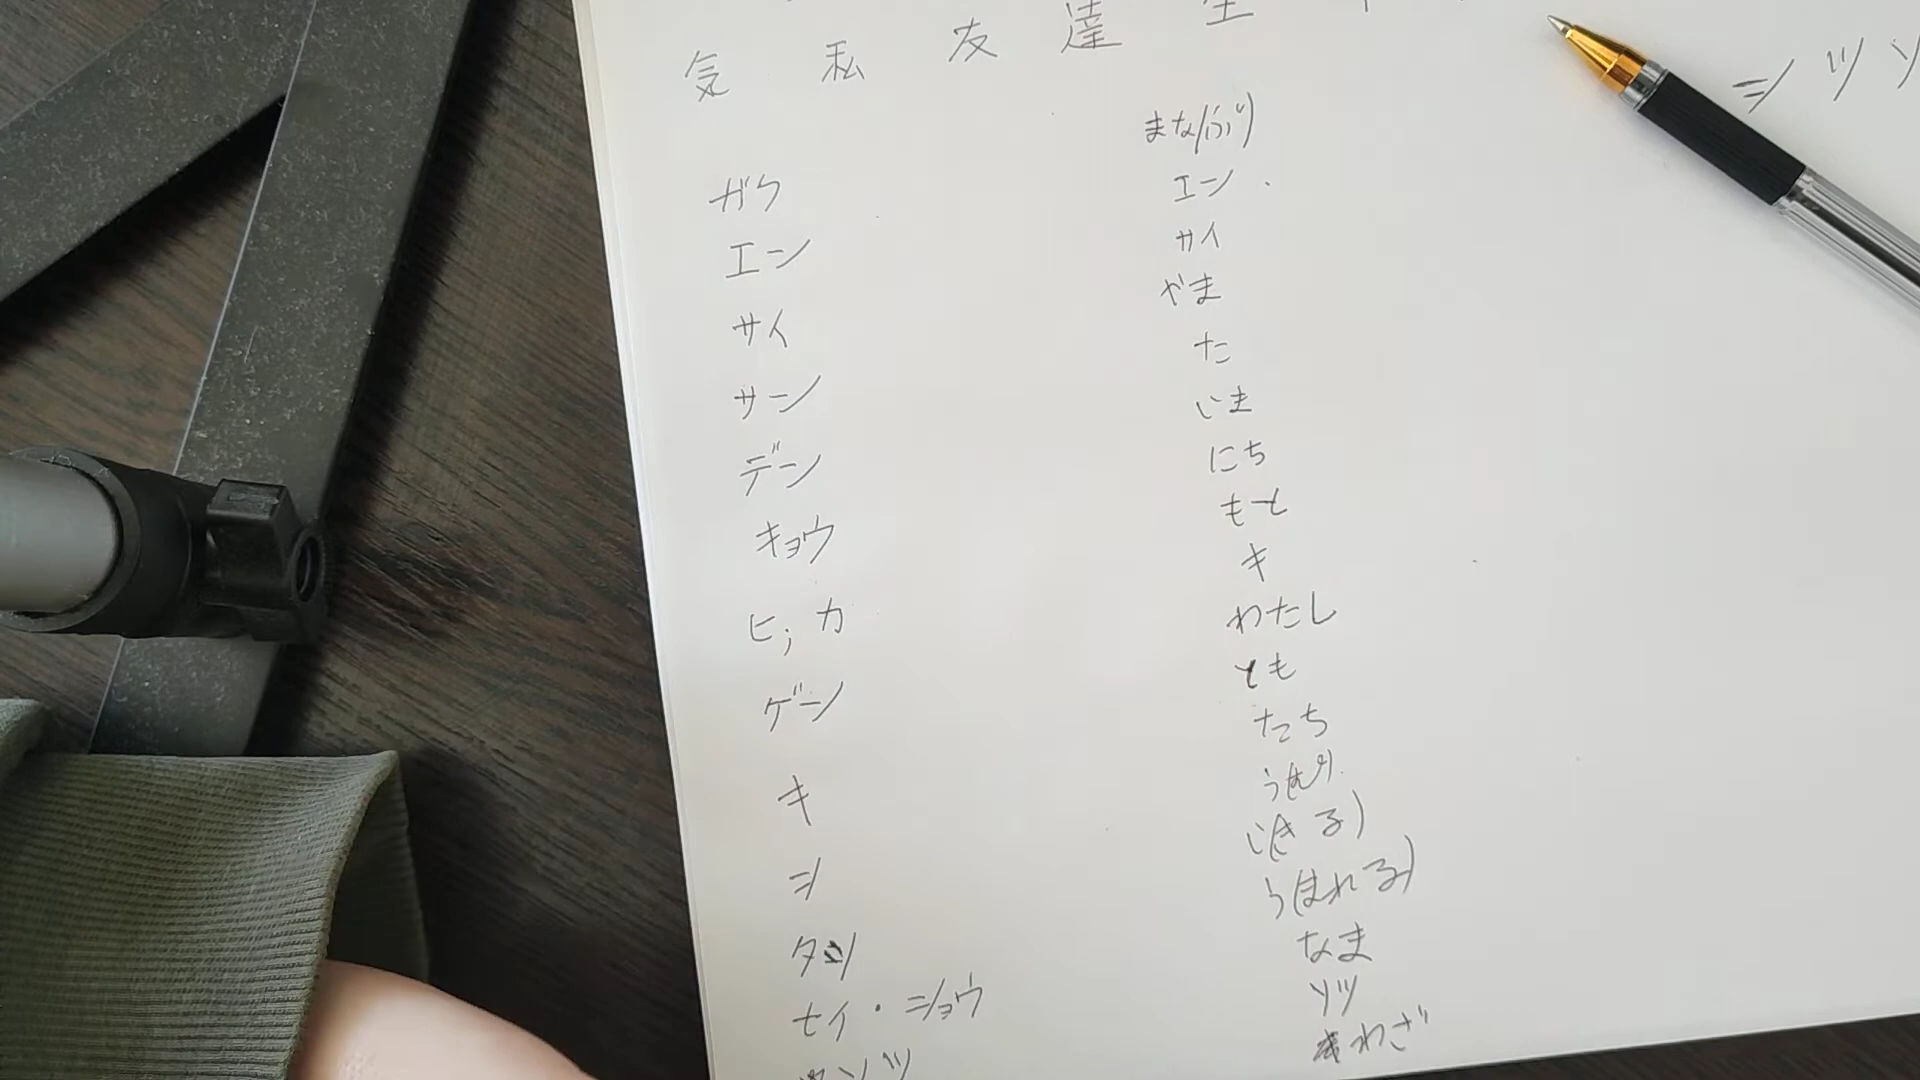 気 私 友 達 生
シ ツ ソ
ガク
エン
サイ
サン
デン
キョウ
ヒ; カ
ゲン
キ
シ
タツ
セイ・ショウ
ソツ
まな(ぶ)
エン
サイ
やま
た
いま
にち
もと
キ
わたし
とも
たち
う(む)
い(きる)
う(まれる)
なま
ソツ
わざ